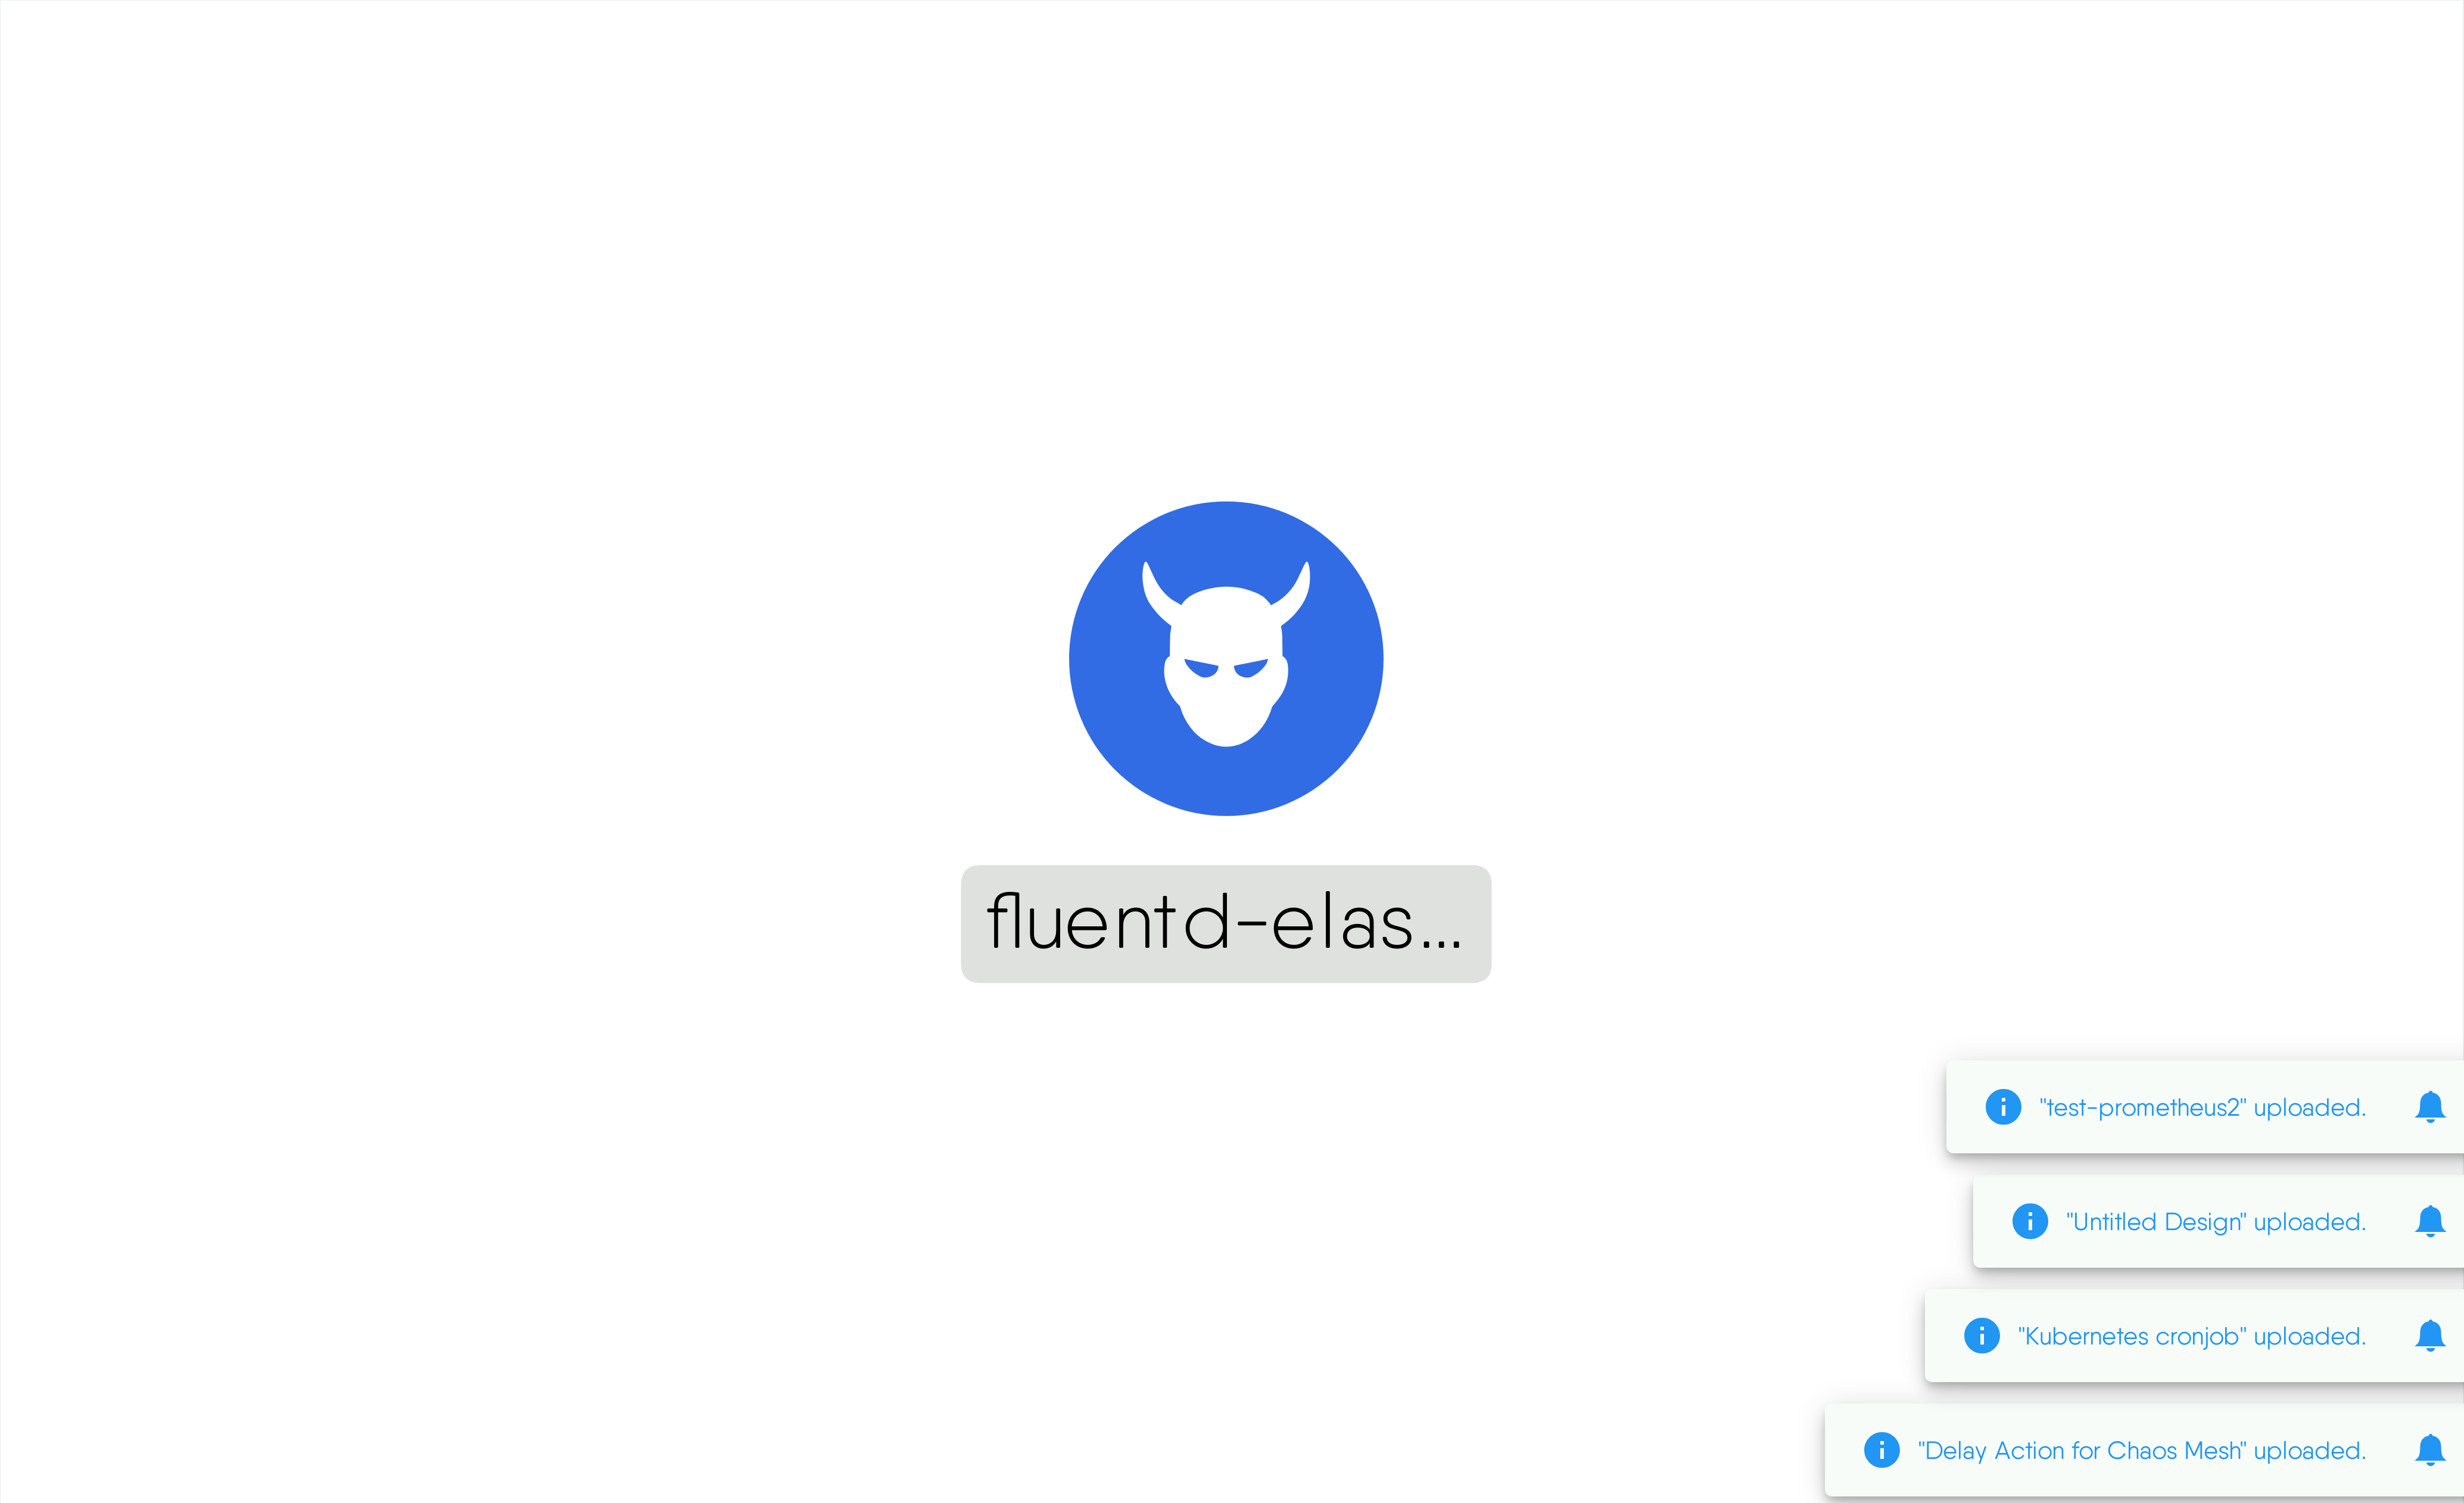 fluentd-elas...
"test-prometheus2" uploaded.
"Untitled Design" uploaded.
"Kubernetes cronjob" uploaded.
"Delay Action for Chaos Mesh" uploaded.